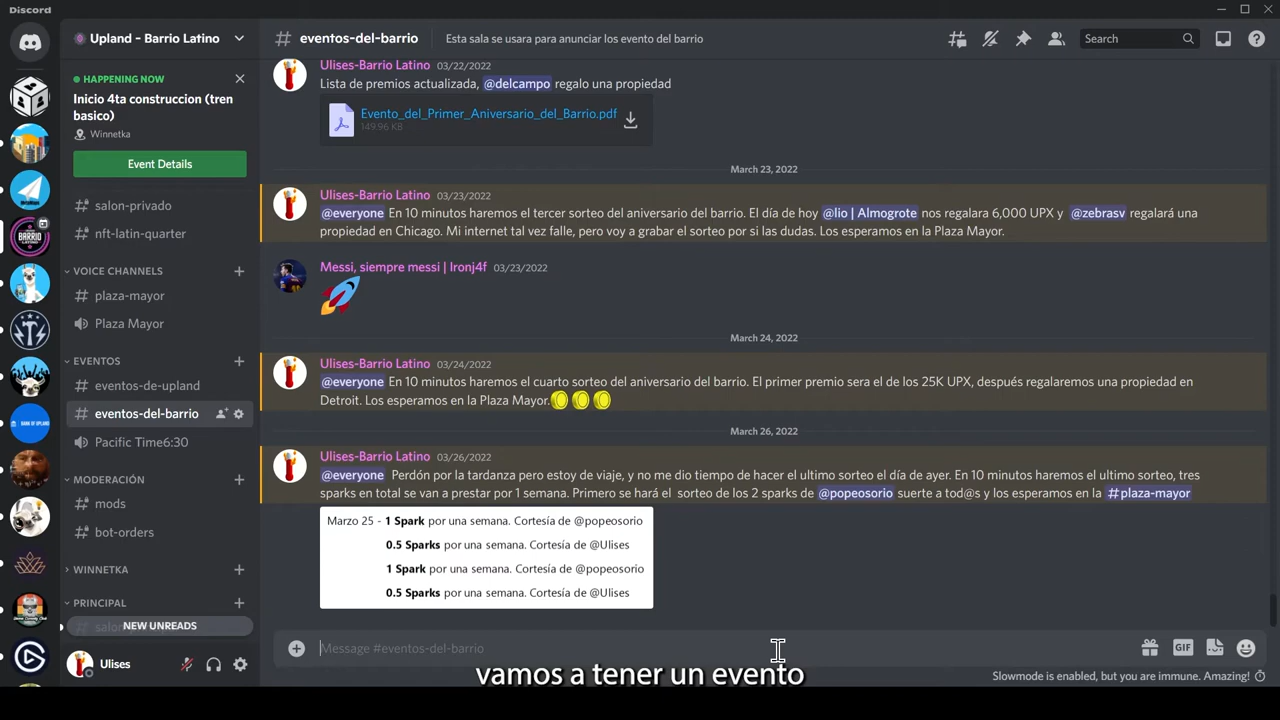 Discord
Upland - Barrio Latino
# eventos-del-barrio
Esta sala se usara para anunciar los evento del barrio
Search
HAPPENING NOW
Inicio 4ta construccion (tren
basico)
Winnetka
Event Details
salon-privado
nft-latin-quarter
VOICE CHANNELS
plaza-mayor
Plaza Mayor
EVENTOS
eventos-de-upland
eventos-del-barrio
Pacific Time6:30
MODERACIÓN
mods
bot-orders
WINNETKA
PRINCIPAL
NEW UNREADS
Ulises
Ulises-Barrio Latino 03/22/2022
Lista de premios actualizada, @delcampo regalo una propiedad
Evento_del_Primer_Aniversario_del_Barrio.pdf
149.96 KB
March 23, 2022
Ulises-Barrio Latino 03/23/2022
@everyone En 10 minutos haremos el tercer sorteo del aniversario del barrio. El día de hoy @lio | Almogrote nos regalara 6,000 UPX y @zebrasv regalará una
propiedad en Chicago. Mi internet tal vez falle, pero voy a grabar el sorteo por si las dudas. Los esperamos en la Plaza Mayor.
Messi, siempre messi | Ironj4f 03/23/2022
March 24, 2022
Ulises-Barrio Latino 03/24/2022
@everyone En 10 minutos haremos el cuarto sorteo del aniversario del barrio. El primer premio sera el de los 25K UPX, después regalaremos una propiedad en
Detroit. Los esperamos en la Plaza Mayor.
March 26, 2022
Ulises-Barrio Latino 03/26/2022
@everyone Perdón por la tardanza pero estoy de viaje, y no me dio tiempo de hacer el ultimo sorteo el día de ayer. En 10 minutos haremos el ultimo sorteo, tres
sparks en total se van a prestar por 1 semana. Primero se hará el sorteo de los 2 sparks de @popeosorio suerte a tod@s y los esperamos en la #plaza-mayor
Marzo 25 - 1 Spark por una semana. Cortesía de @popeosorio
0.5 Sparks por una semana. Cortesía de @Ulises
1 Spark por una semana. Cortesía de @popeosorio
0.5 Sparks por una semana. Cortesía de @Ulises
Message #eventos-del-barrio
GIF
Slowmode is enabled, but you are immune. Amazing!
vamos a tener un evento